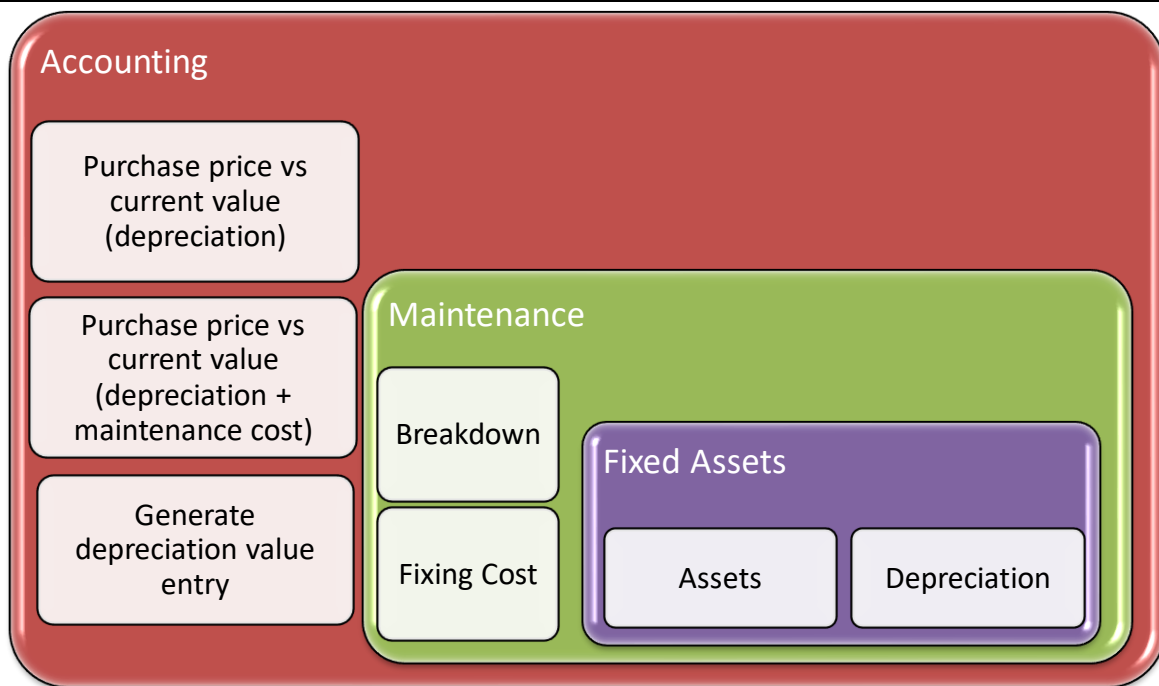 Accounting
Purchase price vs
current value
(depreciation)
Purchase price vs
current value
(depreciation +
maintenance cost)
Generate
depreciation value
entry
Maintenance
Breakdown
Fixing Cost
Fixed Assets
Assets
Depreciation